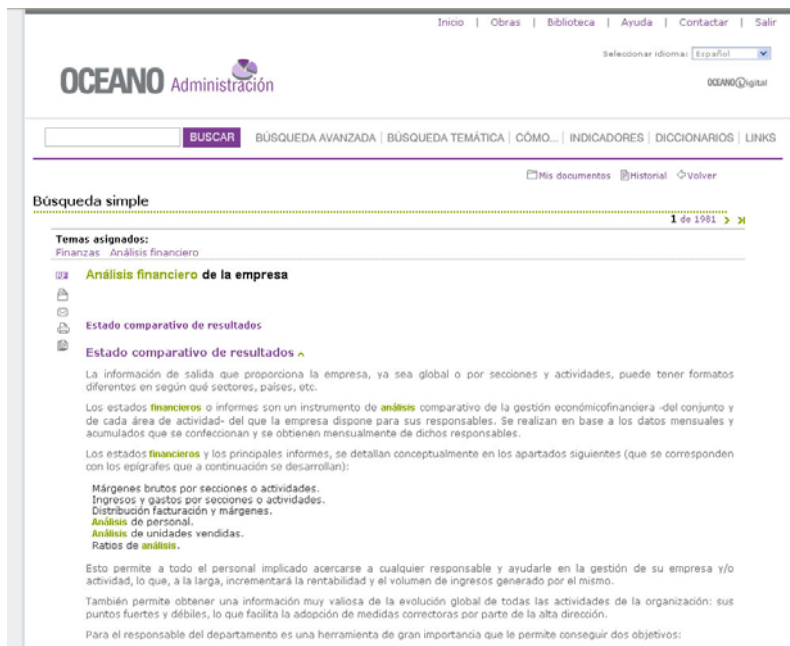 Inicio | Obras | Biblioteca | Ayuda | Contactar | Salir
Seleccionar idioma: Español
OCEANO Administración
OCEANO Digital
BUSCAR BÚSQUEDA AVANZADA | BÚSQUEDA TEMÁTICA | CÓMO... | INDICADORES | DICCIONARIOS | LINKS
Mis documentos Historial Volver
Búsqueda simple
1 de 1981
Temas asignados:
Finanzas Análisis financiero
Análisis financiero de la empresa
Estado comparativo de resultados
Estado comparativo de resultados
La información de salida que proporciona la empresa, ya sea global o por secciones y actividades, puede tener formatos
diferentes en según qué sectores, países, etc.
Los estados financieros o informes son un instrumento de análisis comparativo de la gestión económicofinanciera -del conjunto y
de cada área de actividad- del que la empresa dispone para sus responsables. Se realizan en base a los datos mensuales y
acumulados que se confeccionan y se obtienen mensualmente de dichos responsables.
Los estados financieros y los principales informes, se detallan conceptualmente en los apartados siguientes (que se corresponden
con los epígrafes que a continuación se desarrollan):
Márgenes brutos por secciones o actividades.
Ingresos y gastos por secciones o actividades.
Distribución facturación y márgenes.
Análisis de personal.
Análisis de unidades vendidas.
Ratios de análisis.
Esto permite a todo el personal implicado acercarse a cualquier responsable y ayudarle en la gestión de su empresa y/o
actividad, lo que, a la larga, incrementará la rentabilidad y el volumen de ingresos generado por el mismo.
También permite obtener una información muy valiosa de la evolución global de todas las actividades de la organización: sus
puntos fuertes y débiles, lo que facilita la adopción de medidas correctoras por parte de la alta dirección.
Para el responsable del departamento es una herramienta de gran importancia que le permite conseguir dos objetivos: